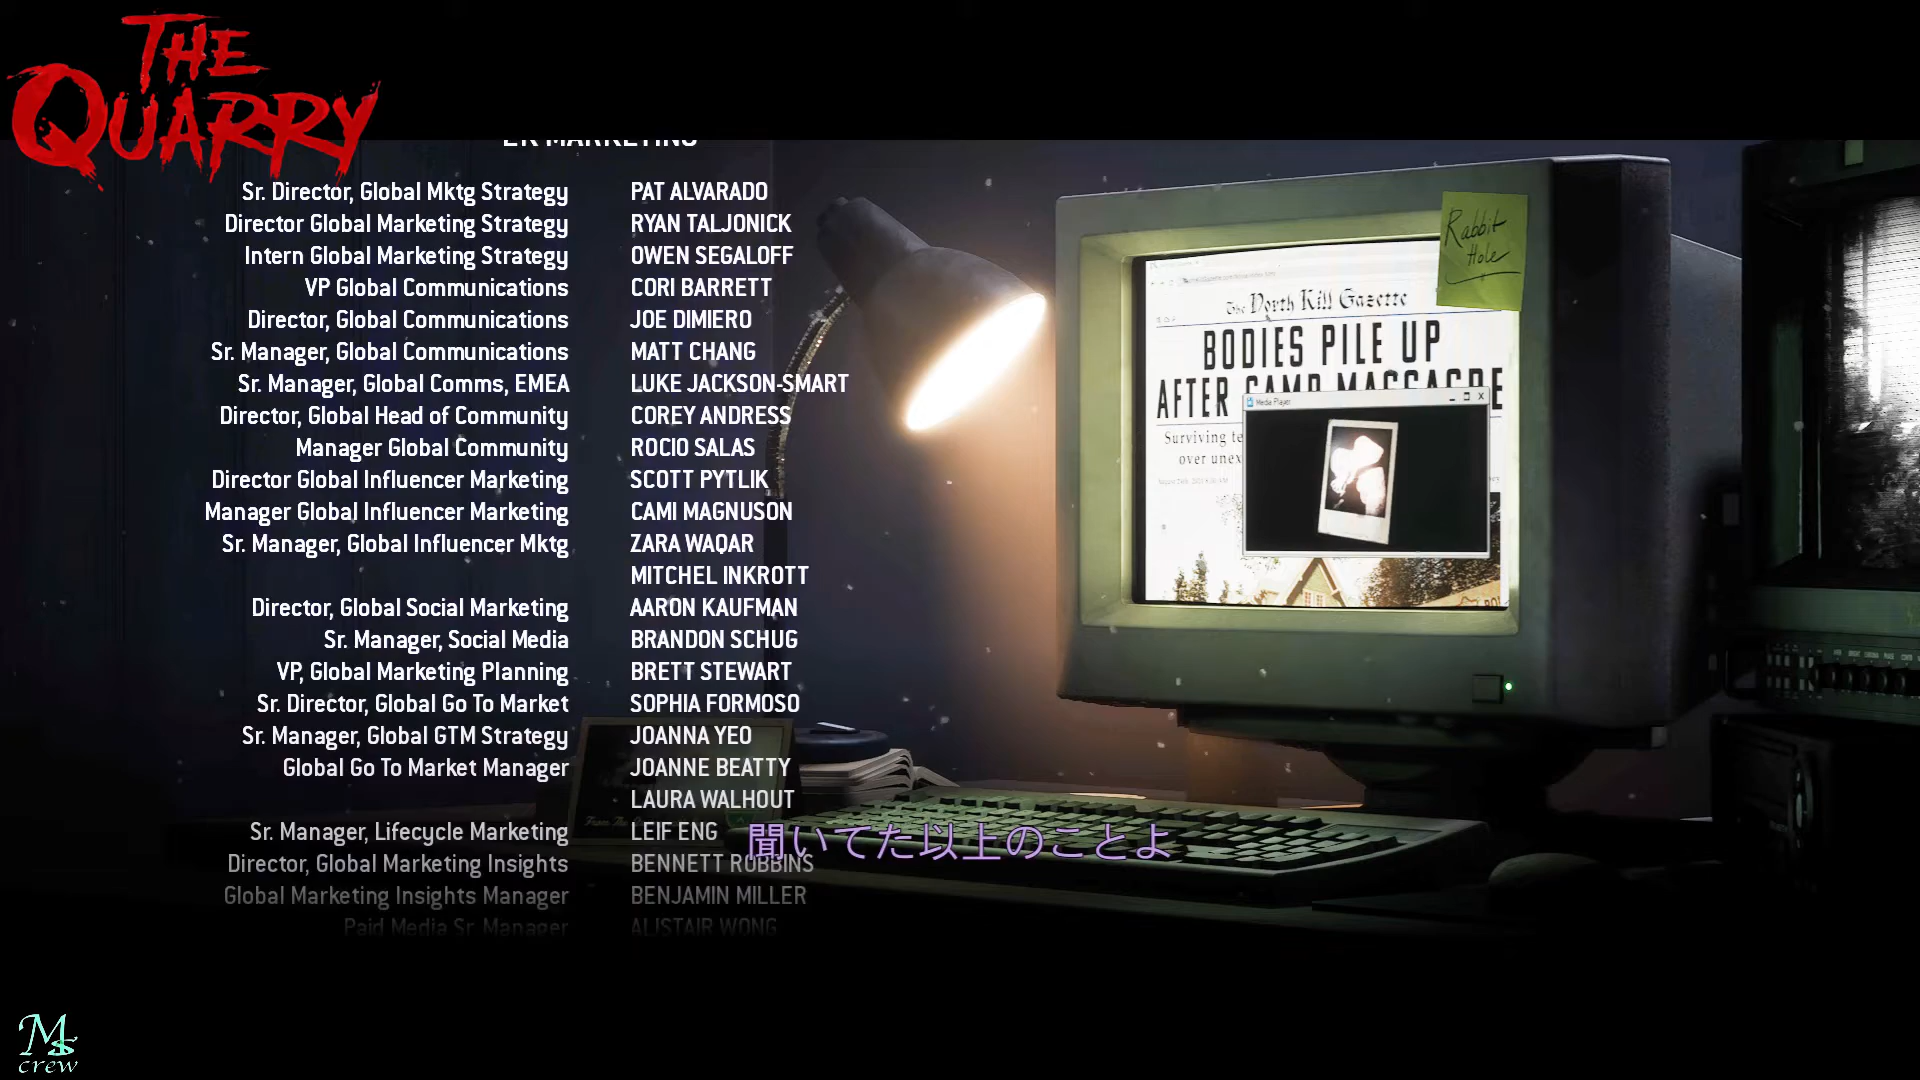 THE
QUARRY
Sr. Director, Global Mktg Strategy PAT ALVARADO
Director Global Marketing Strategy RYAN TALJONICK
Intern Global Marketing Strategy OWEN SEGALOFF
VP Global Communications CORI BARRETT
Director, Global Communications JOE DIMIERO
Sr. Manager, Global Communications MATT CHANG
Sr. Manager, Global Comms, EMEA LUKE JACKSON-SMART
Director, Global Head of Community COREY ANDRESS
Manager Global Community ROCIO SALAS
Director Global Influencer Marketing SCOTT PYTLIK
Manager Global Influencer Marketing CAMI MAGNUSON
Sr. Manager, Global Influencer Mktg ZARA WAQAR
MITCHEL INKROTT
Director, Global Social Marketing AARON KAUFMAN
Sr. Manager, Social Media BRANDON SCHUG
VP, Global Marketing Planning BRETT STEWART
Sr. Director, Global Go To Market SOPHIA FORMOSO
Sr. Manager, Global GTM Strategy JOANNA YEO
Global Go To Market Manager JOANNE BEATTY
LAURA WALHOUT
Sr. Manager, Lifecycle Marketing LEIF ENG
Director, Global Marketing Insights BENNETT ROBBINS
Global Marketing Insights Manager BENJAMIN MILLER
Paid Media Sr. Manager ALISTAIR WONG
聞いてた以上のことよ
Rabbit
Hole
The North Kill Gazette
BODIES PILE UP
AFTER CAMP MASSACRE
Media Player
Surviving
over
crew